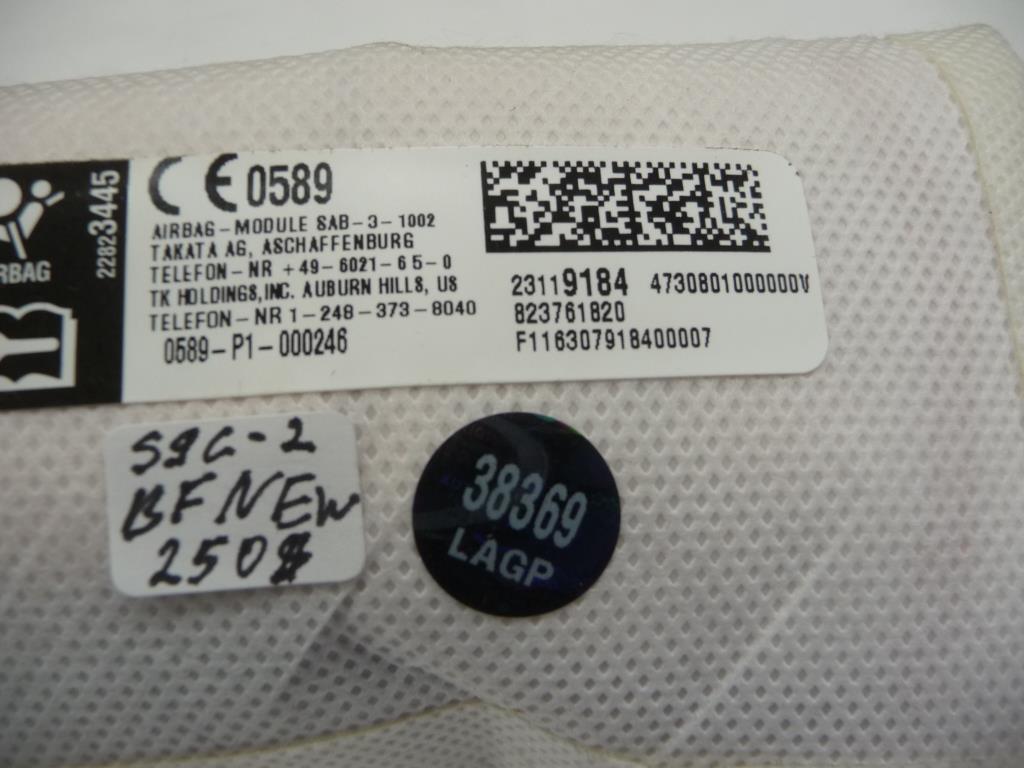 RBAG
22823445
CE 0589
AIRBAG-MODULE SAB-3-1002
TAKATA AG, ASCHAFFENBURG
TELEFON-NR +49-6021-65-0
TK HOLDINGS,INC. AUBURN HILLS, US
TELEFON-NR 1-248-373-8040
0589-P1-000246
23119184 4730801000000V
823761820
F116307918400007
S9C-2
BF NEW
250$
38369
LAGP